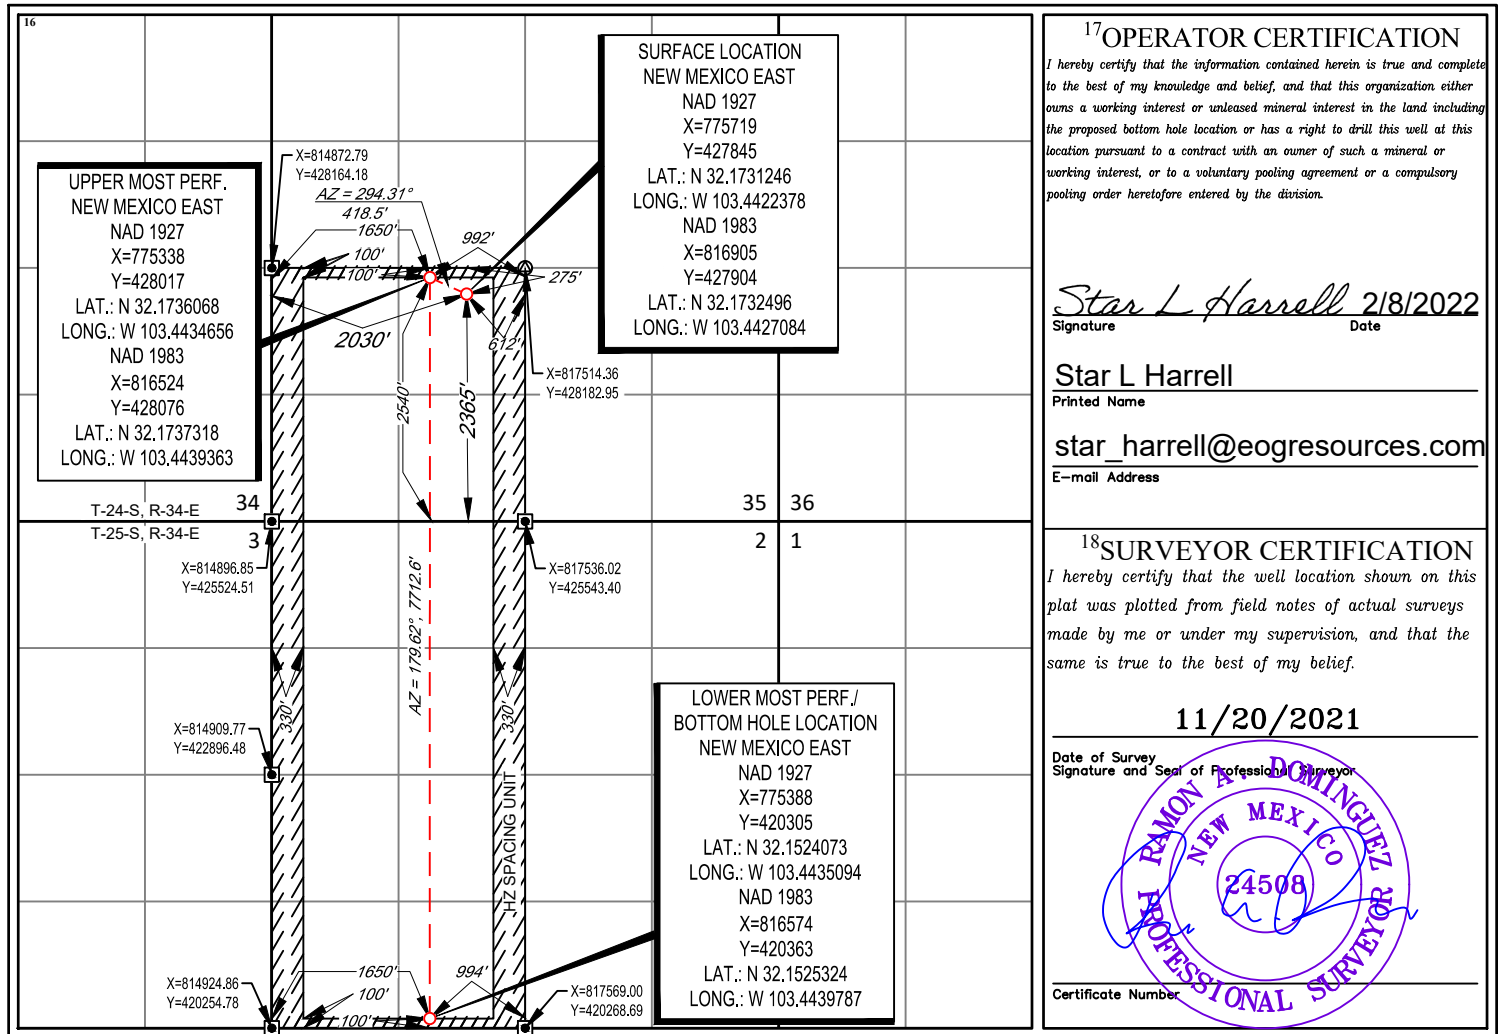 16
SURFACE LOCATION
NEW MEXICO EAST
NAD 1927
X=775719
Y=427845
LAT.: N 32.1731246
LONG.: W 103.4422378
NAD 1983
X=816905
Y=427904
LAT.: N 32.1732496
LONG.: W 103.4427084
UPPER MOST PERF.
NEW MEXICO EAST
NAD 1927
X=775338
Y=428017
LAT.: N 32.1736068
LONG.: W 103.4434656
NAD 1983
X=816524
Y=428076
LAT.: N 32.1737318
LONG.: W 103.4439363
X=814872.79
Y=428164.18
AZ = 294.31°
418.5'
1650'
992'
100'
100'
275'
2030'
612'
X=817514.36
Y=428182.95
2540'
2365'
T-24-S, R-34-E
34
35
36
T-25-S, R-34-E
3
2
1
X=814896.85
Y=425524.51
X=817536.02
Y=425543.40
AZ = 179.62°, 7712.6'
330'
330'
X=814909.77
Y=422896.48
HZ SPACING UNIT
LOWER MOST PERF./
BOTTOM HOLE LOCATION
NEW MEXICO EAST
NAD 1927
X=775388
Y=420305
LAT.: N 32.1524073
LONG.: W 103.4435094
NAD 1983
X=816574
Y=420363
LAT.: N 32.1525324
LONG.: W 103.4439787
1650'
994'
100'
100'
X=814924.86
Y=420254.78
X=817569.00
Y=420268.69
17OPERATOR CERTIFICATION
I hereby certify that the information contained herein is true and complete
to the best of my knowledge and belief, and that this organization either
owns a working interest or unleased mineral interest in the land including
the proposed bottom hole location or has a right to drill this well at this
location pursuant to a contract with an owner of such a mineral or
working interest, or to a voluntary pooling agreement or a compulsory
pooling order heretofore entered by the division.
Star L Harrell 2/8/2022
Signature Date
Star L Harrell
Printed Name
star_harrell@eogresources.com
E-mail Address
18SURVEYOR CERTIFICATION
I hereby certify that the well location shown on this
plat was plotted from field notes of actual surveys
made by me or under my supervision, and that the
same is true to the best of my belief.
11/20/2021
Date of Survey
Signature and Seal of Professional Surveyor
RAMON A. DOMINGUEZ
NEW MEXICO
24508
PROFESSIONAL SURVEYOR
Certificate Number